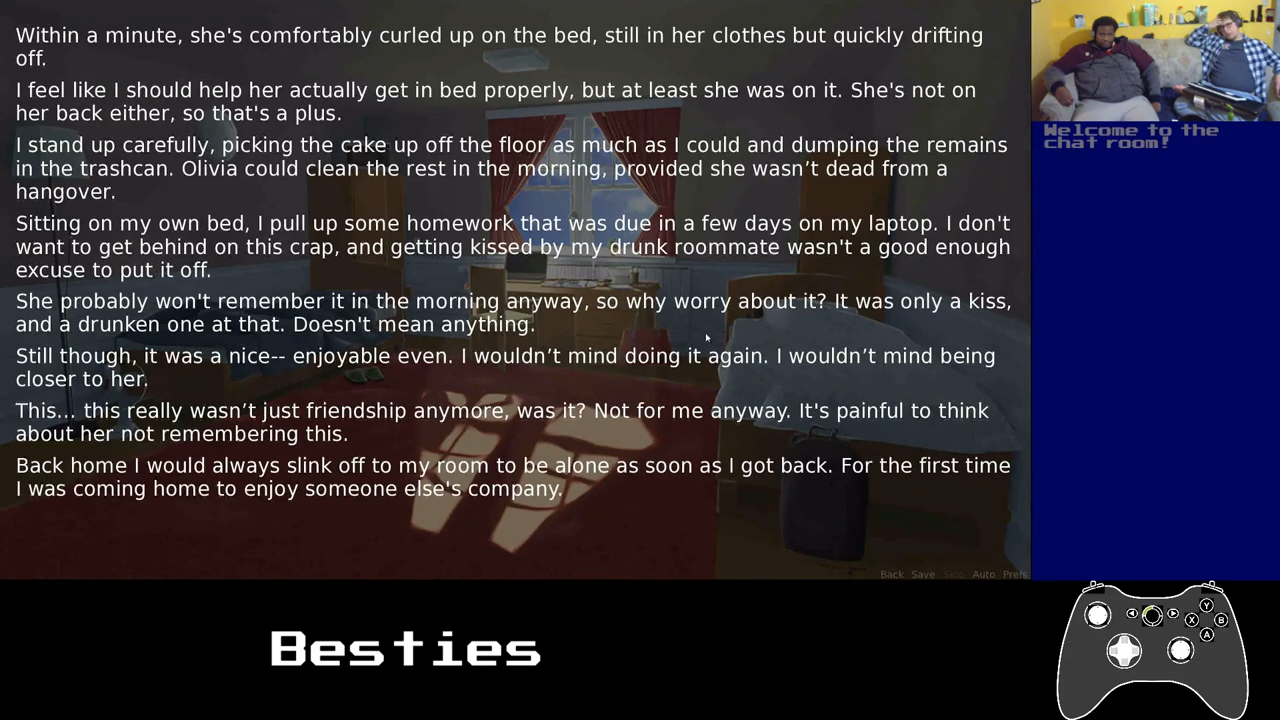 Within a minute, she's comfortably curled up on the bed, still in her clothes but quickly drifting
off.
I feel like I should help her actually get in bed properly, but at least she was on it. She's not on
her back either, so that's a plus.
I stand up carefully, picking the cake up off the floor as much as I could and dumping the remains
in the trashcan. Olivia could clean the rest in the morning, provided she wasn’t dead from a
hangover.
Sitting on my own bed, I pull up some homework that was due in a few days on my laptop. I don't
want to get behind on this crap, and getting kissed by my drunk roommate wasn't a good enough
excuse to put it off.
She probably won't remember it in the morning anyway, so why worry about it? It was only a kiss,
and a drunken one at that. Doesn't mean anything.
Still though, it was a nice-- enjoyable even. I wouldn’t mind doing it again. I wouldn’t mind being
closer to her.
This... this really wasn’t just friendship anymore, was it? Not for me anyway. It's painful to think
about her not remembering this.
Back home I would always slink off to my room to be alone as soon as I got back. For the first time
I was coming home to enjoy someone else's company.
Back Save Skip Auto Prefs
Welcome to the
chat room!
Besties
Y
X B
A